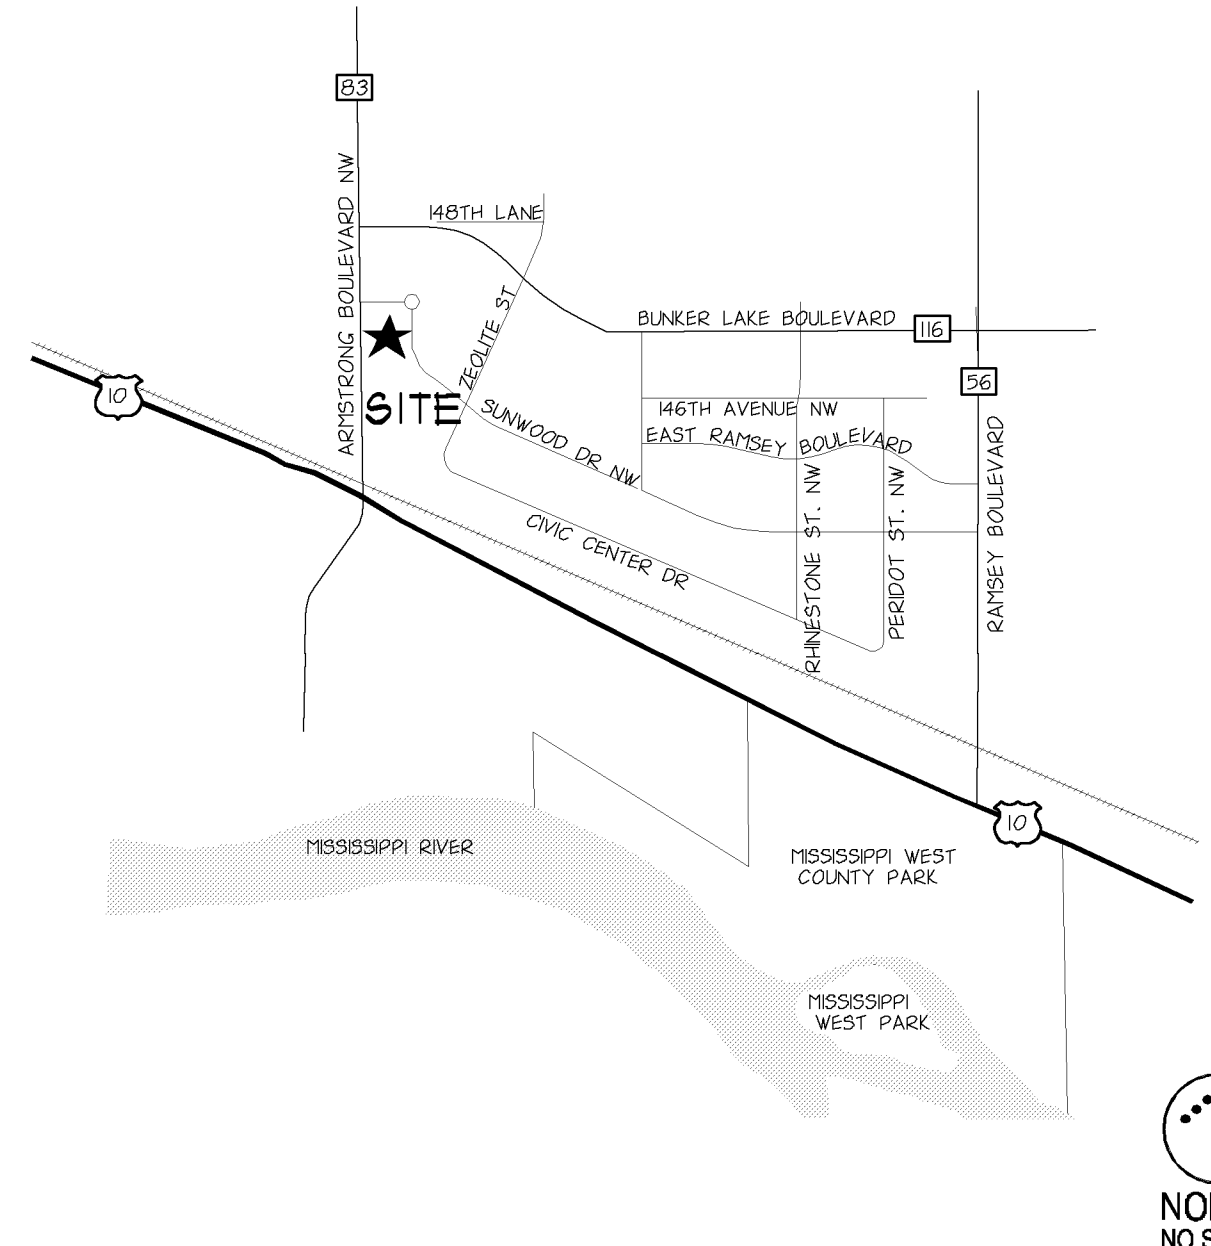 83
ARMSTRONG BOULEVARD NW
148TH LANE
ZEOLITE ST
BUNKER LAKE BOULEVARD
116
56
10
SITE
SUNWOOD DR NW
146TH AVENUE NW
EAST RAMSEY BOULEVARD
CIVIC CENTER DR
RHINESTONE ST. NW
PERIDOT ST. NW
RAMSEY BOULEVARD
10
MISSISSIPPI RIVER
MISSISSIPPI WEST
COUNTY PARK
MISSISSIPPI
WEST PARK